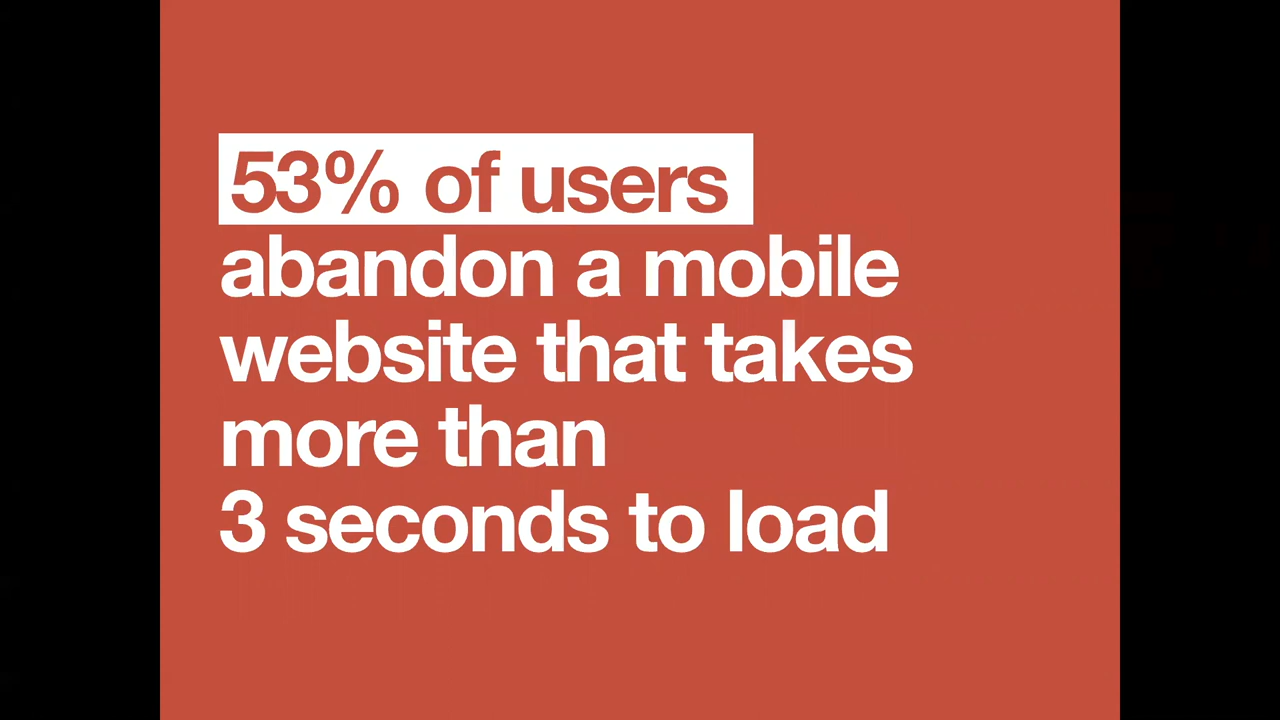 53% of users
abandon a mobile
website that takes
more than
3 seconds to load